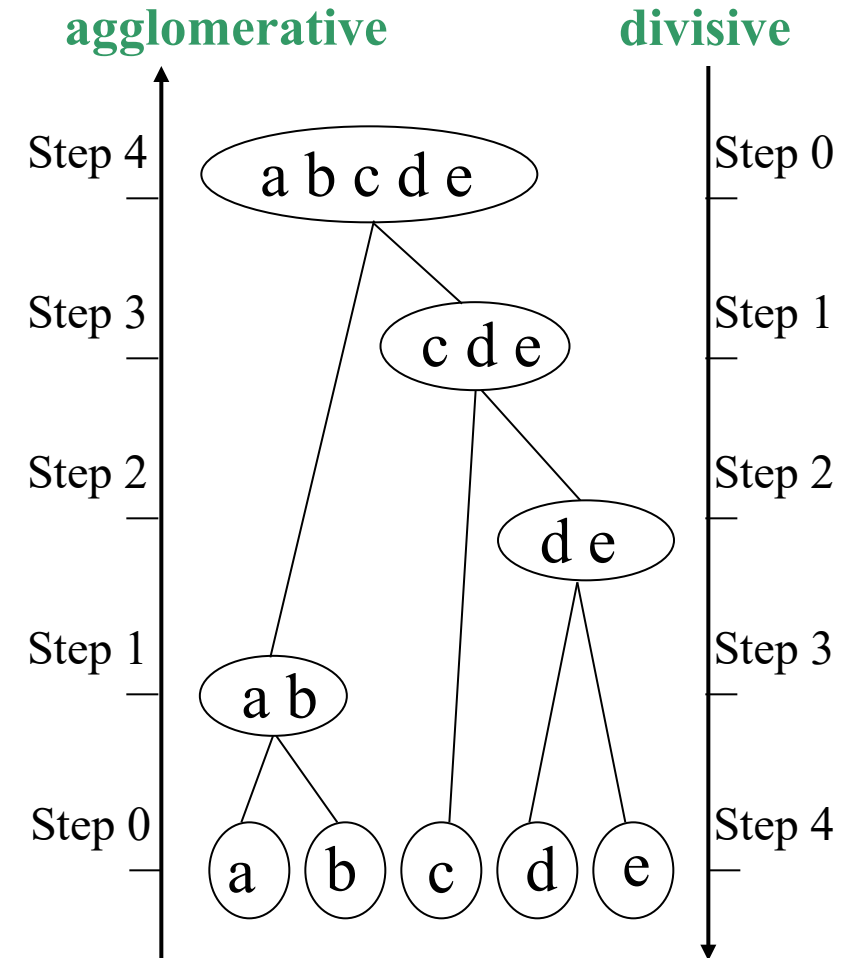 agglomerative divisive
Step 4 a b c d e Step 0
Step 3 c d e Step 1
Step 2 d e Step 2
Step 1 a b Step 3
Step 0 a b c d e Step 4